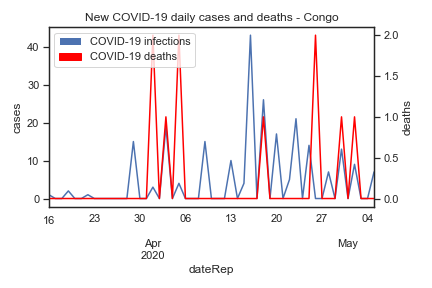 New COVID-19 daily cases and deaths - Congo
COVID-19 infections
COVID-19 deaths
cases
40
30
20
10
0
deaths
2.0
1.5
1.0
0.5
0.0
16 23 30 06 13 20 27 04
Apr May
2020
dateRep